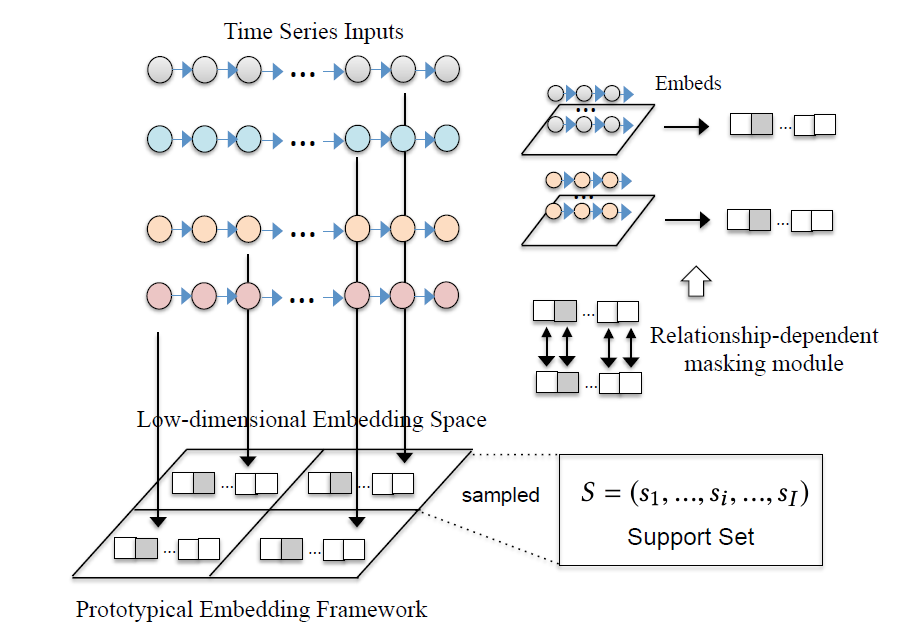 Time Series Inputs
...
Embeds
...
...
...
...
...
...
...
...
Relationship-dependent
masking module
...
Low-dimensional Embedding Space
...
...
sampled
S = (s₁, ..., sᵢ, ..., s_I)
Support Set
...
...
Prototypical Embedding Framework